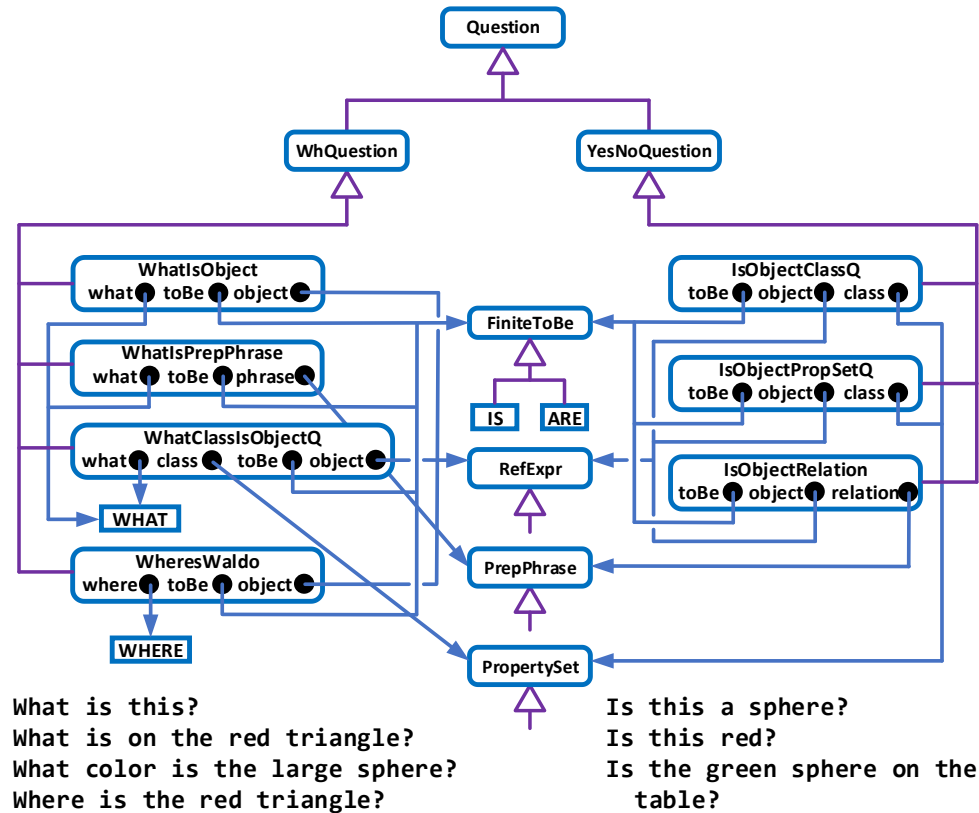 Question
WhQuestion
YesNoQuestion
WhatIsObject
what toBe object
WhatIsPrepPhrase
what toBe phrase
WhatClassIsObjectQ
what class toBe object
WHAT
WheresWaldo
where toBe object
WHERE
FiniteToBe
IS ARE
RefExpr
PrepPhrase
PropertySet
IsObjectClassQ
toBe object class
IsObjectPropSetQ
toBe object class
IsObjectRelation
toBe object relation
What is this?
What is on the red triangle?
What color is the large sphere?
Where is the red triangle?
Is this a sphere?
Is this red?
Is the green sphere on the
table?